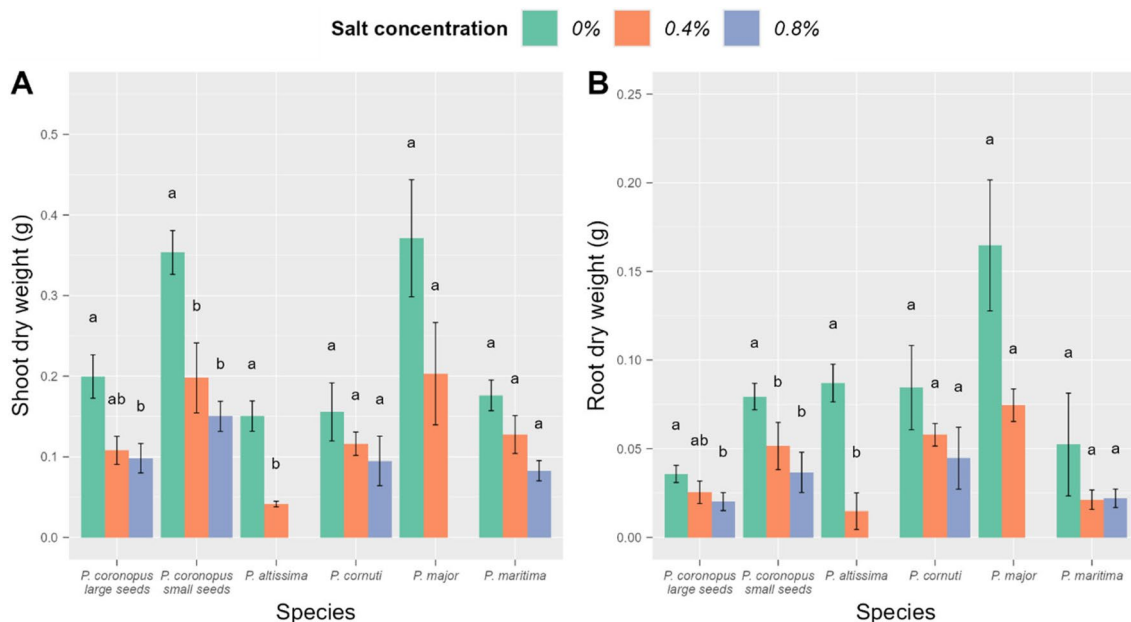 Salt concentration 0% 0.4% 0.8%
A
Shoot dry weight (g)
0.5
0.4
0.3
0.2
0.1
0.0
a
ab
b
a
b
b
a
b
a
a
a
a
a
a
a
a
P. coronopus
large seeds
P. coronopus
small seeds
P. altissima
P. cornuti
P. major
P. maritima
Species
B
Root dry weight (g)
0.25
0.20
0.15
0.10
0.05
0.00
a
ab
b
a
b
b
a
b
a
a
a
a
a
a
a
a
P. coronopus
large seeds
P. coronopus
small seeds
P. altissima
P. cornuti
P. major
P. maritima
Species